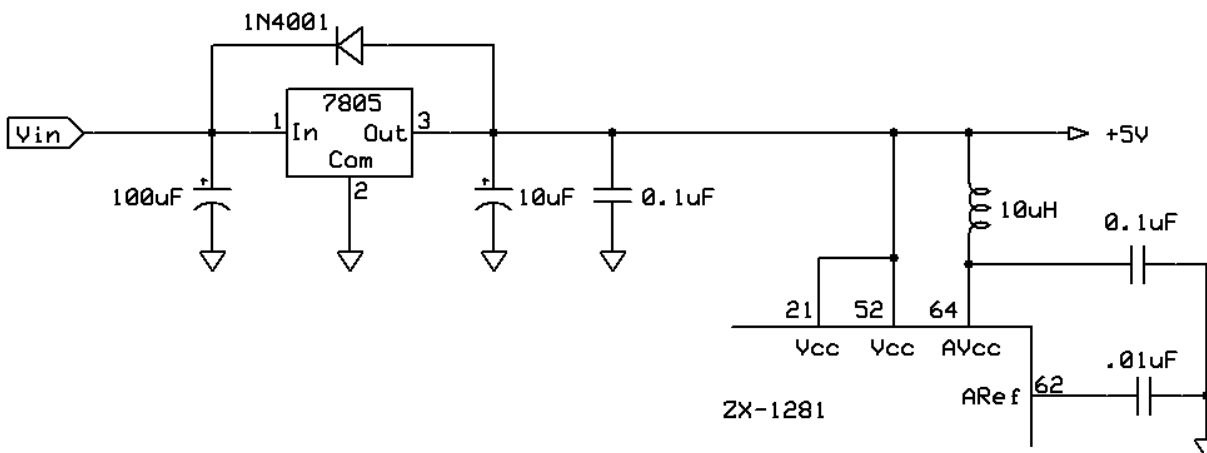 1N4001
7805
Vin
1
In
Out
3
Com
2
+5V
100uF
10uF
0.1uF
10uH
0.1uF
21
52
64
Vcc
Vcc
AVcc
.01uF
ARef
62
ZX-1281